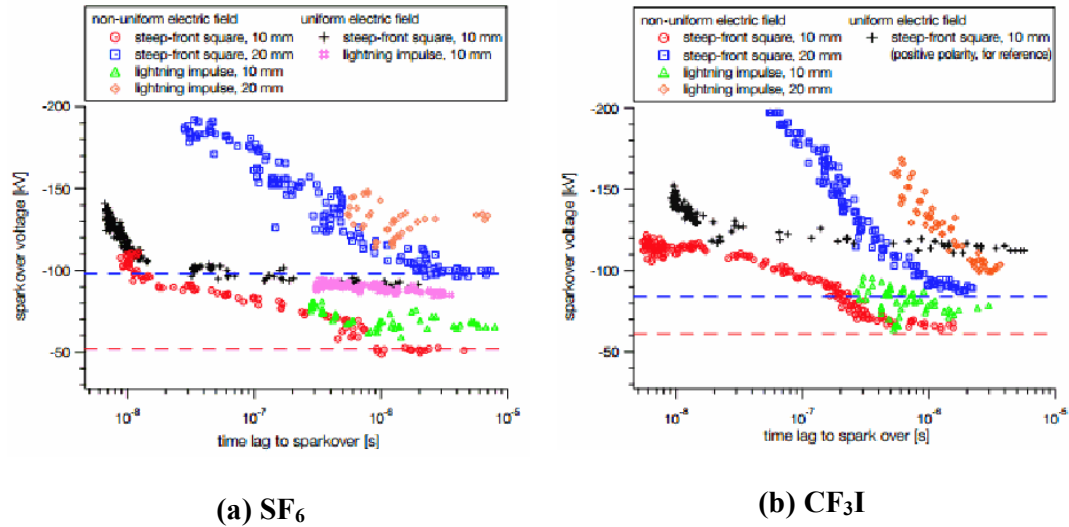 non-uniform electric field uniform electric field
steep-front square, 10 mm steep-front square, 10 mm
steep-front square, 20 mm lightning impulse, 10 mm
lightning impulse, 10 mm
lightning impulse, 20 mm
-200
-150
-100
-50
sparkover voltage [kV]
10-8 10-7 10-6 10-5
time lag to sparkover [s]
(a) SF6
non-uniform electric field uniform electric field
steep-front square, 10 mm steep-front square, 10 mm
steep-front square, 20 mm (positive polarity, for reference)
lightning impulse, 10 mm
lightning impulse, 20 mm
-200
-150
-100
-50
sparkover voltage [kV]
10-8 10-7 10-6 10-5
time lag to spark over [s]
(b) CF3I